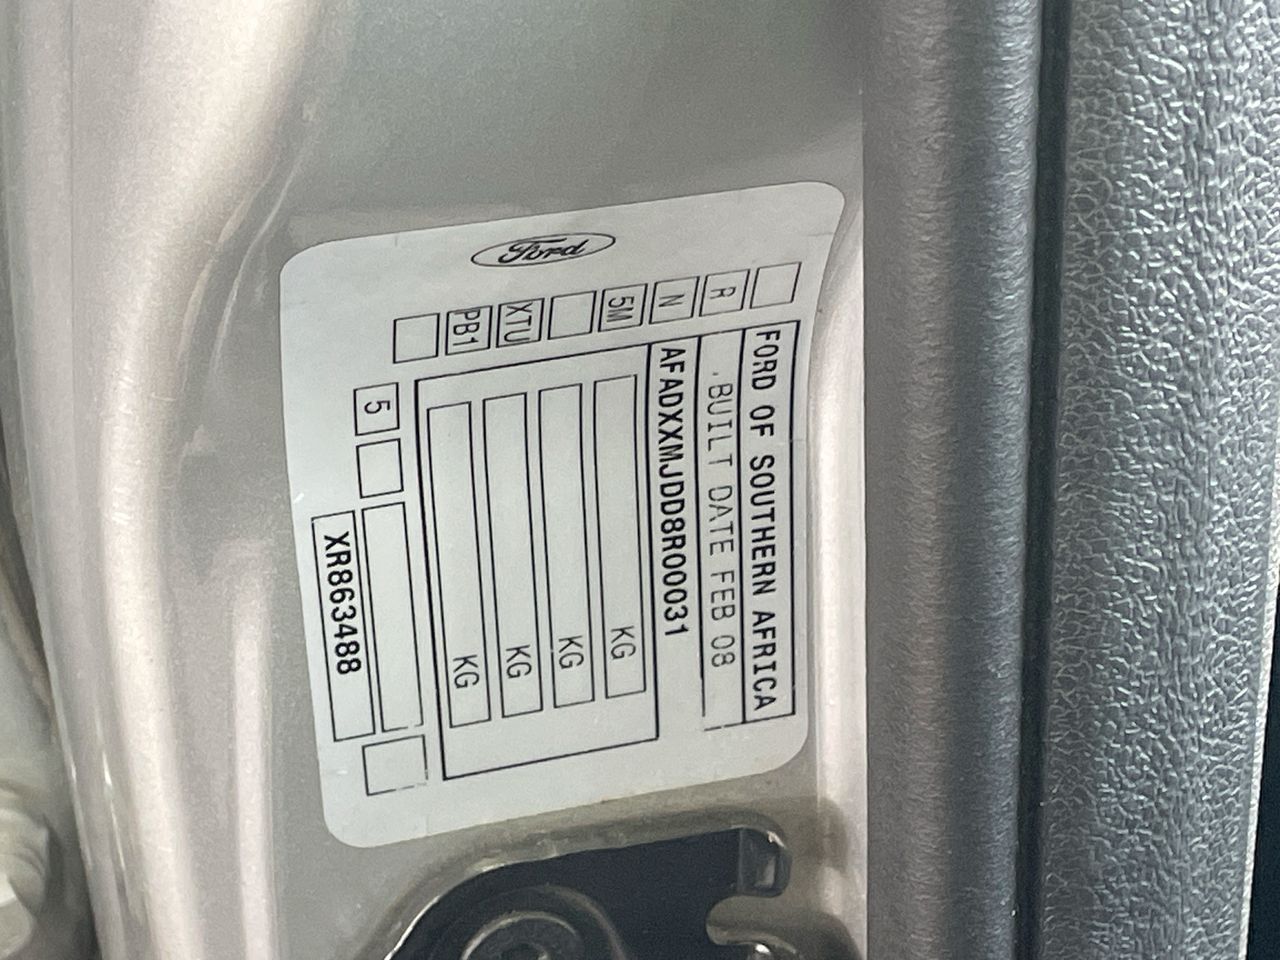 Ford
FORD OF SOUTHERN AFRICA
.BUILT DATE FEB 08
AFADXXMJDD8R00031
R
N
5M
XTU
PB1
KG
KG
KG
KG
5
XR863488